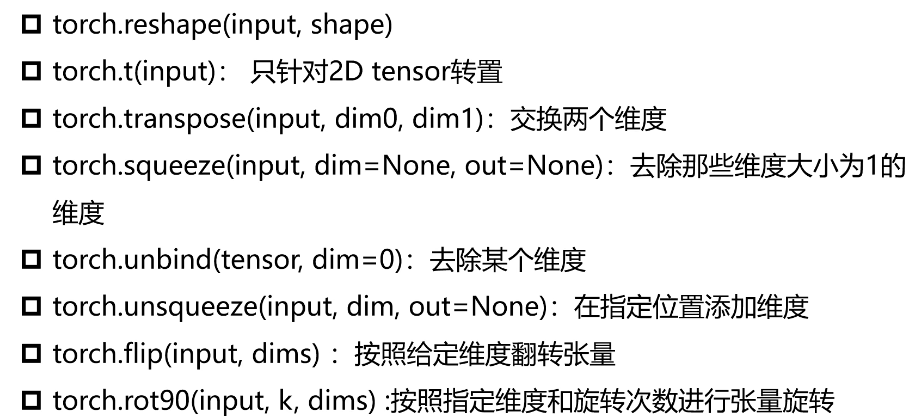 torch.reshape(input, shape)
torch.t(input)： 只针对2D tensor转置
torch.transpose(input, dim0, dim1)：交换两个维度
torch.squeeze(input, dim=None, out=None)：去除那些维度大小为1的
维度
torch.unbind(tensor, dim=0)：去除某个维度
torch.unsqueeze(input, dim, out=None)：在指定位置添加维度
torch.flip(input, dims) ：按照给定维度翻转张量
torch.rot90(input, k, dims) :按照指定维度和旋转次数进行张量旋转